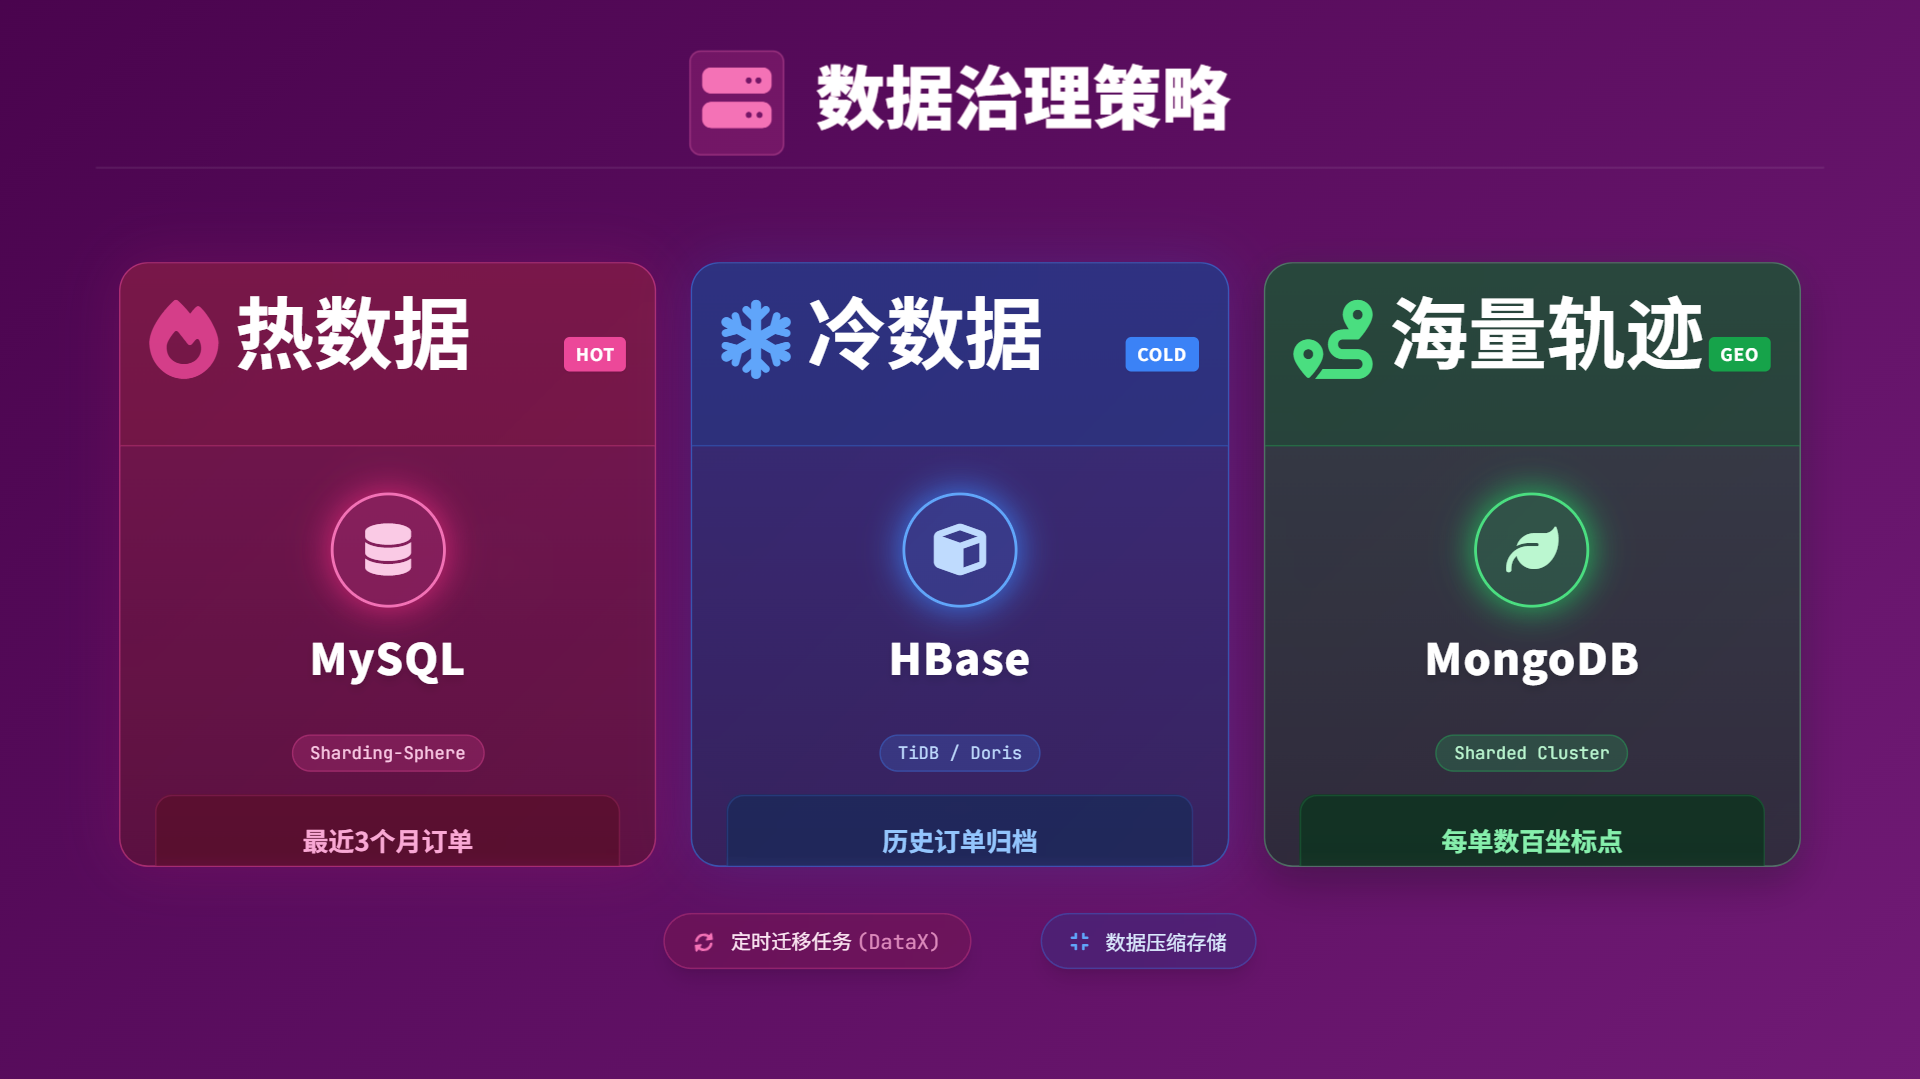 数据治理策略
热数据
HOT
MySQL
Sharding-Sphere
最近3个月订单
冷数据
COLD
HBase
TiDB / Doris
历史订单归档
海量轨迹
GEO
MongoDB
Sharded Cluster
每单数百坐标点
定时迁移任务 (DataX)
数据压缩存储